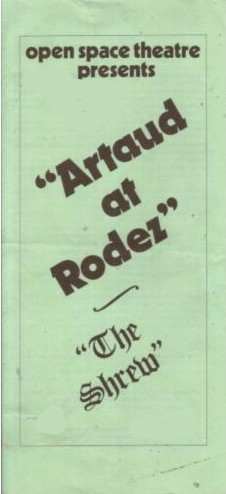 open space theatre
presents
"Artaud
at
Rodez"
"The
Shrew"